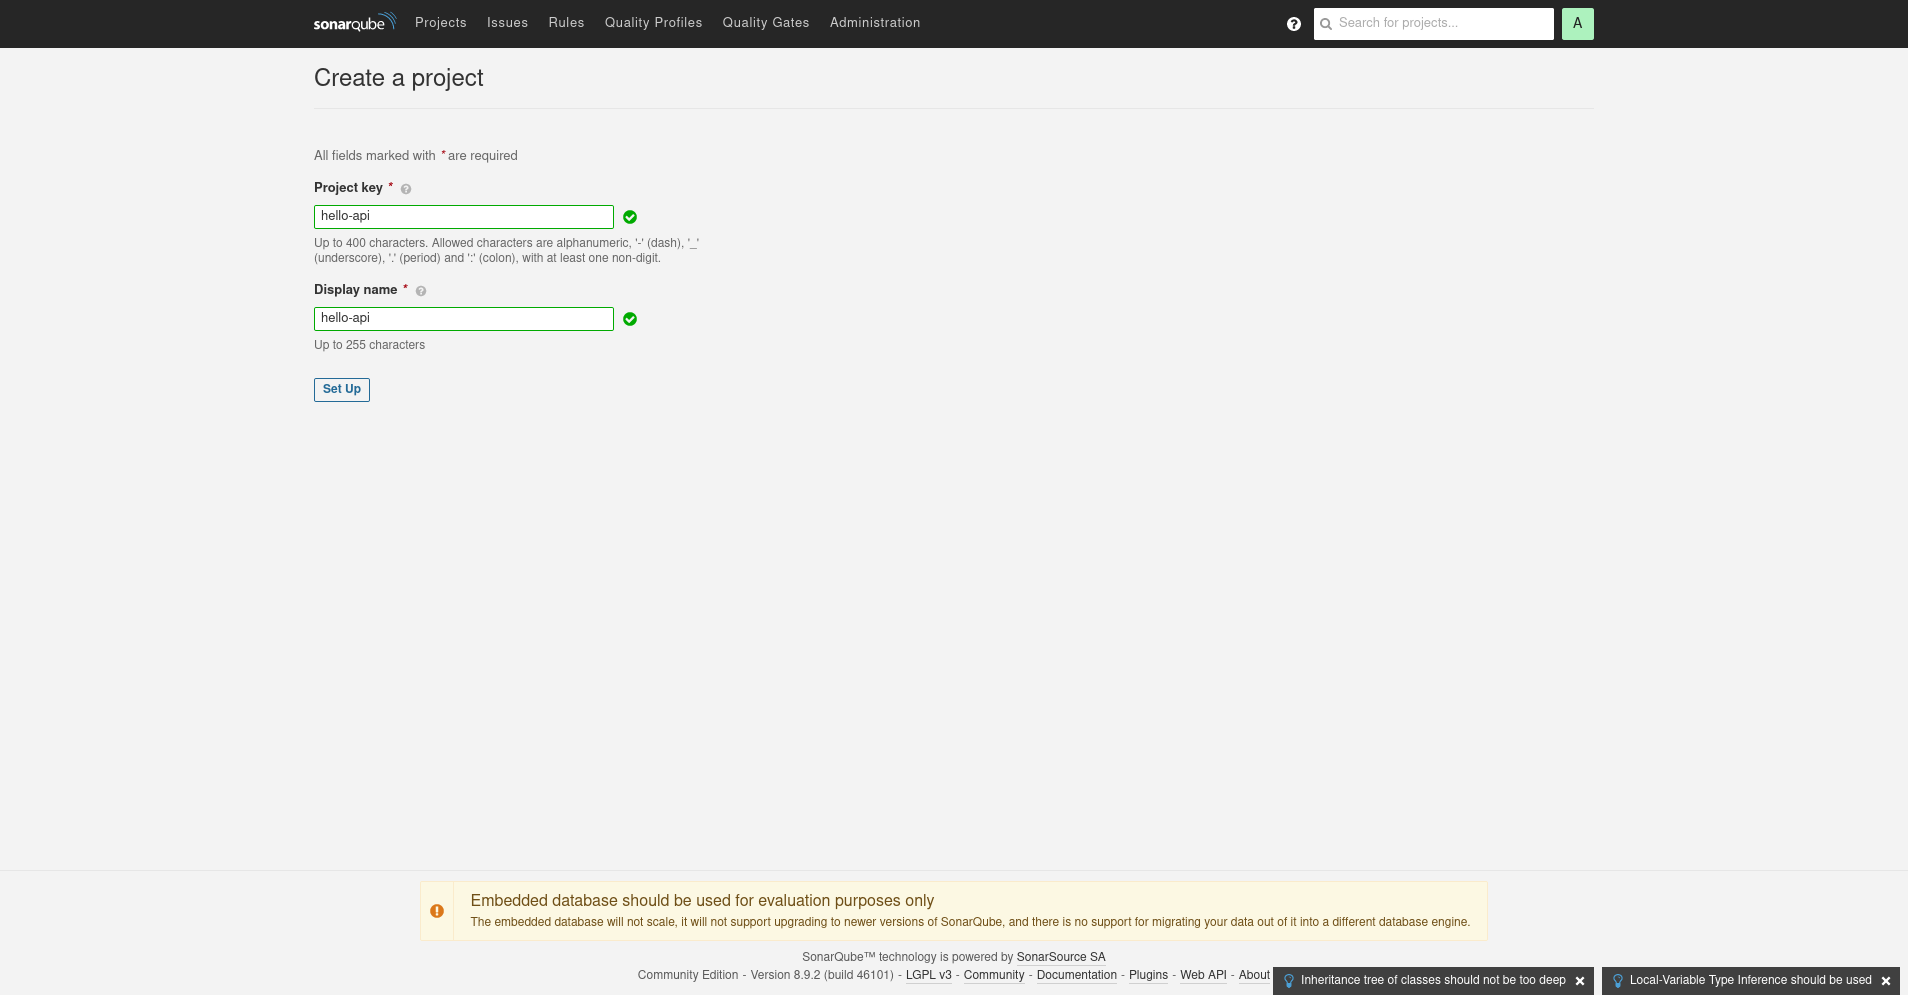 sonarqube Projects Issues Rules Quality Profiles Quality Gates Administration Search for projects... A
Create a project
All fields marked with * are required
Project key *
hello-api
Up to 400 characters. Allowed characters are alphanumeric, '-' (dash), '_'
(underscore), '.' (period) and ':' (colon), with at least one non-digit.
Display name *
hello-api
Up to 255 characters
Set Up
Embedded database should be used for evaluation purposes only
The embedded database will not scale, it will not support upgrading to newer versions of SonarQube, and there is no support for migrating your data out of it into a different database engine.
SonarQube™ technology is powered by SonarSource SA
Community Edition - Version 8.9.2 (build 46101) - LGPL v3 - Community - Documentation - Plugins - Web API - About
Inheritance tree of classes should not be too deep
Local-Variable Type Inference should be used